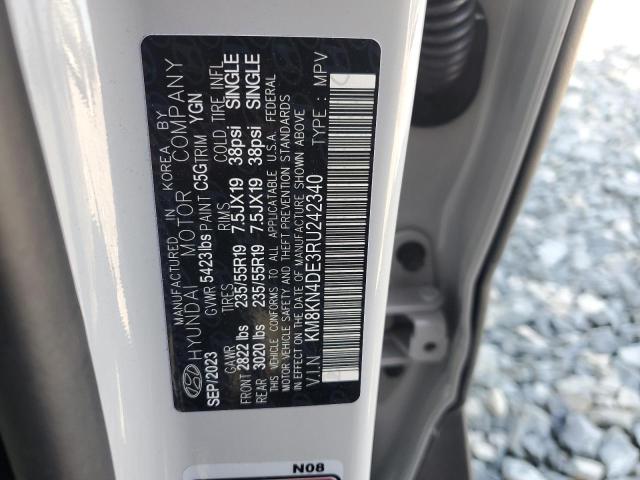 MANUFACTURED IN KOREA BY
HYUNDAI MOTOR COMPANY
SEP/2023 GVWR 5423lbs PAINT C5G TRIM YGN
GAWR TIRES RIMS COLD TIRE INFL
FRONT 2822 lbs 235/55R19 7.5JX19 38psi SINGLE
REAR 3020 lbs 235/55R19 7.5JX19 38psi SINGLE
THIS VEHICLE CONFORMS TO ALL APPLICABLE U.S.A. FEDERAL
MOTOR VEHICLE SAFETY AND THEFT PREVENTION STANDARDS
IN EFFECT ON THE DATE OF MANUFACTURE SHOWN ABOVE
V.I.N: KM8KN4DE3RU242340 TYPE: MPV
N08